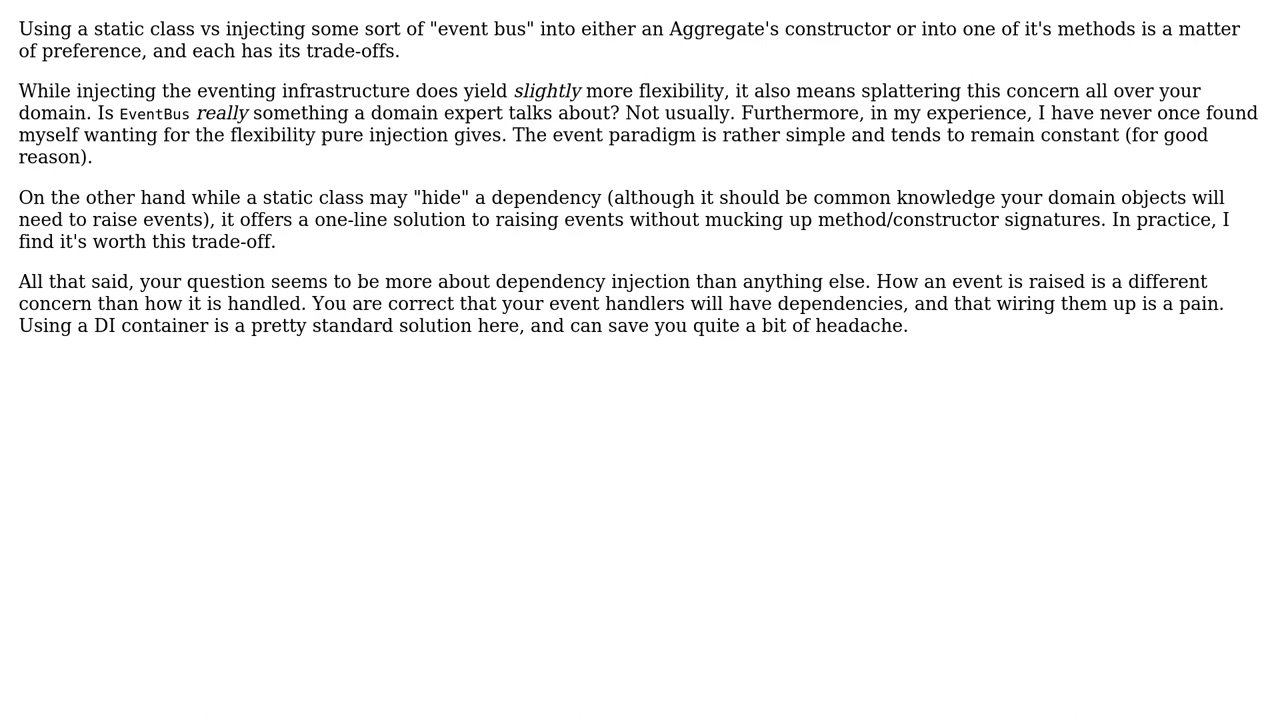 Using a static class vs injecting some sort of "event bus" into either an Aggregate's constructor or into one of it's methods is a matter
of preference, and each has its trade-offs.
While injecting the eventing infrastructure does yield slightly more flexibility, it also means splattering this concern all over your
domain. Is EventBus really something a domain expert talks about? Not usually. Furthermore, in my experience, I have never once found
myself wanting for the flexibility pure injection gives. The event paradigm is rather simple and tends to remain constant (for good
reason).
On the other hand while a static class may "hide" a dependency (although it should be common knowledge your domain objects will
need to raise events), it offers a one-line solution to raising events without mucking up method/constructor signatures. In practice, I
find it's worth this trade-off.
All that said, your question seems to be more about dependency injection than anything else. How an event is raised is a different
concern than how it is handled. You are correct that your event handlers will have dependencies, and that wiring them up is a pain.
Using a DI container is a pretty standard solution here, and can save you quite a bit of headache.